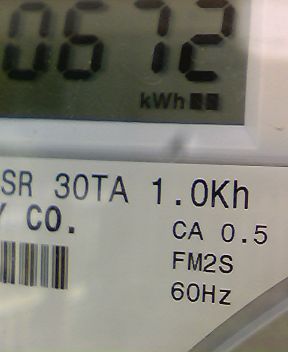 0672
kWh
SR 30TA 1.0Kh
Y CO.
CA 0.5
FM2S
60Hz